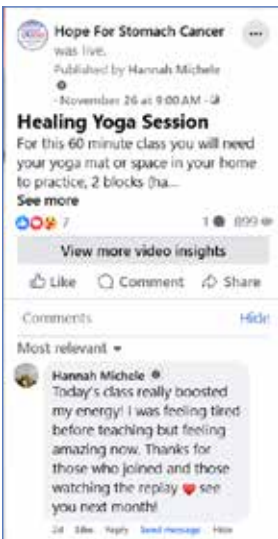 Hope For Stomach Cancer
was live.
Published by Hannah Michele
· November 26 at 9:00 AM ·
Healing Yoga Session
For this 60 minute class you will need
your yoga mat or space in your home
to practice, 2 blocks (ha...
See more
7 1 899
View more video insights
Like Comment Share
Comments Hide
Most relevant
Hannah Michele
Today's class really boosted
my energy! I was feeling tired
before teaching but feeling
amazing now. Thanks for
those who joined and those
watching the replay ❤️ see
you next month!
2d Like Reply Send message Hide